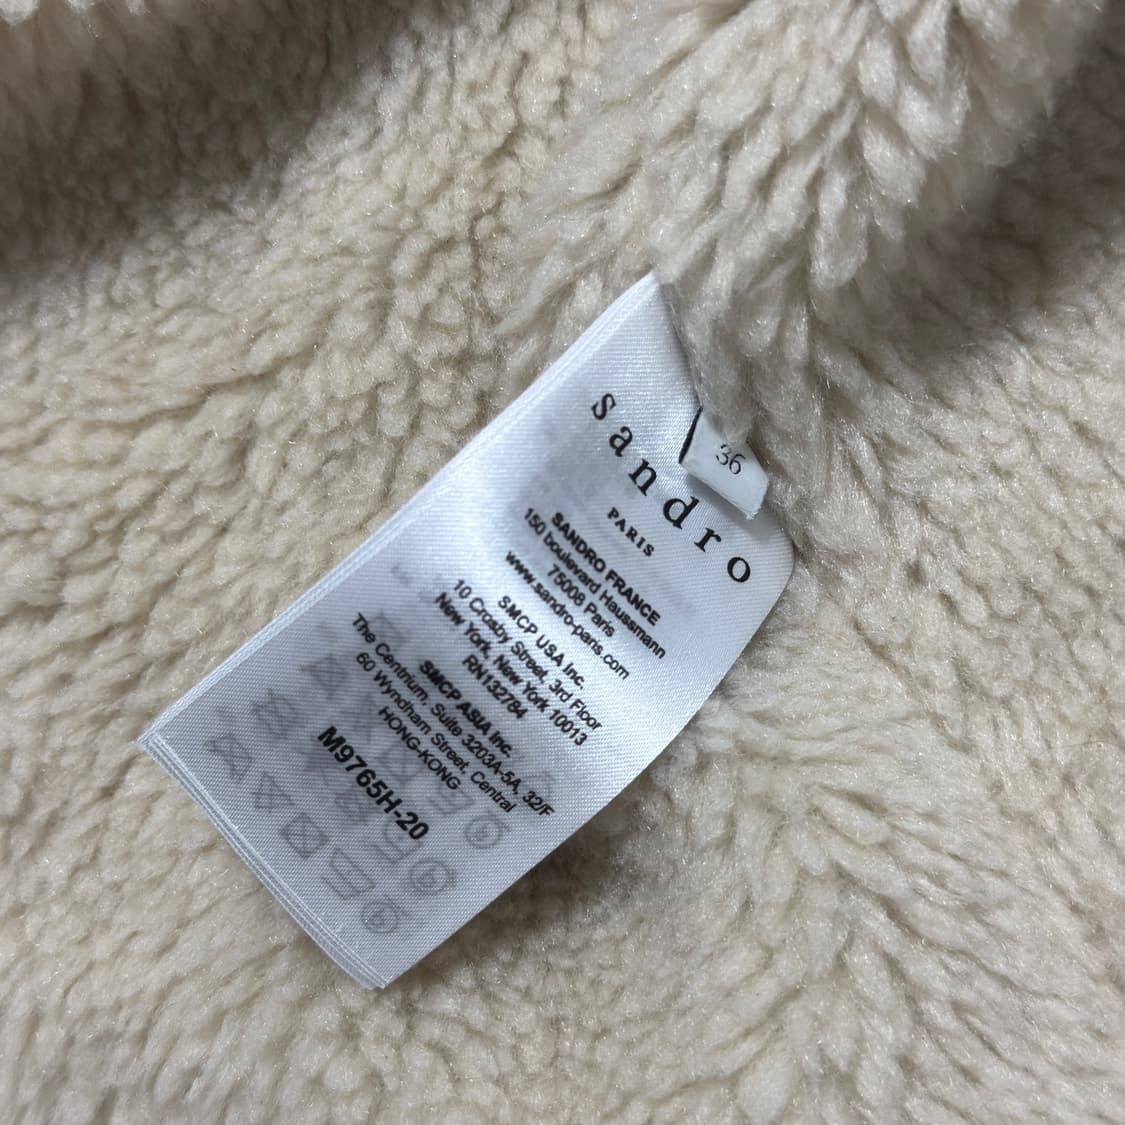 sandro
PARIS
36
SANDRO FRANCE
150 boulevard Haussmann
75008 Paris
www.sandro-paris.com
SMCP USA Inc.
10 Crosby Street, 3rd Floor
New York, New York 10013
RN132784
SMCP ASIA Inc.
The Centrium, Suite 3203A-5A, 32/F
60 Wyndham Street, Central
HONG-KONG
M9765H-20